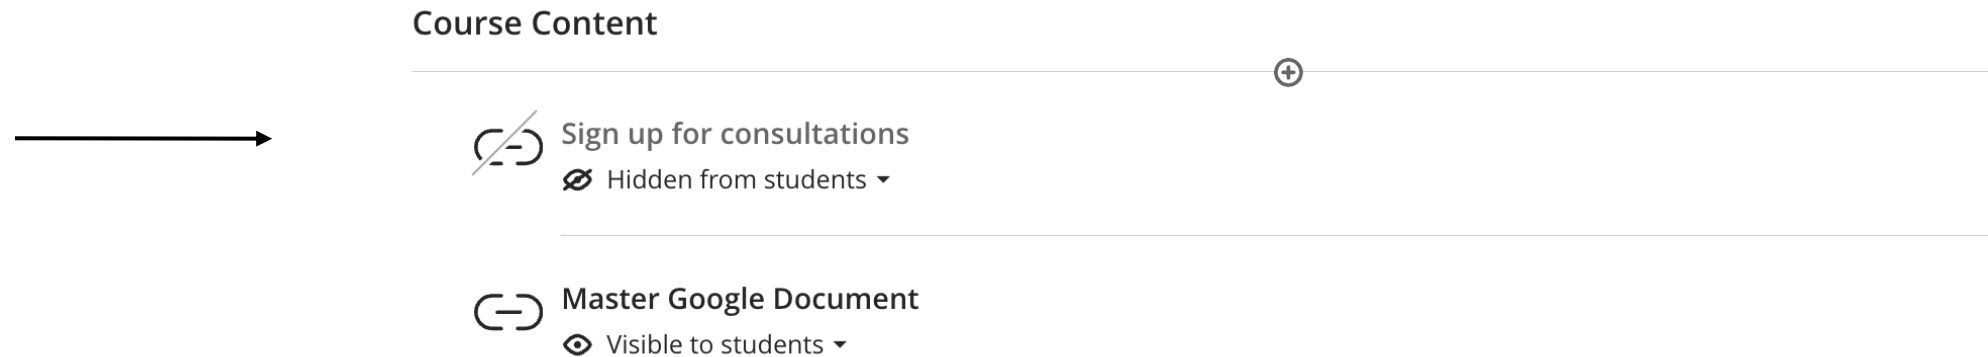 Course Content
Sign up for consultations
Hidden from students
Master Google Document
Visible to students